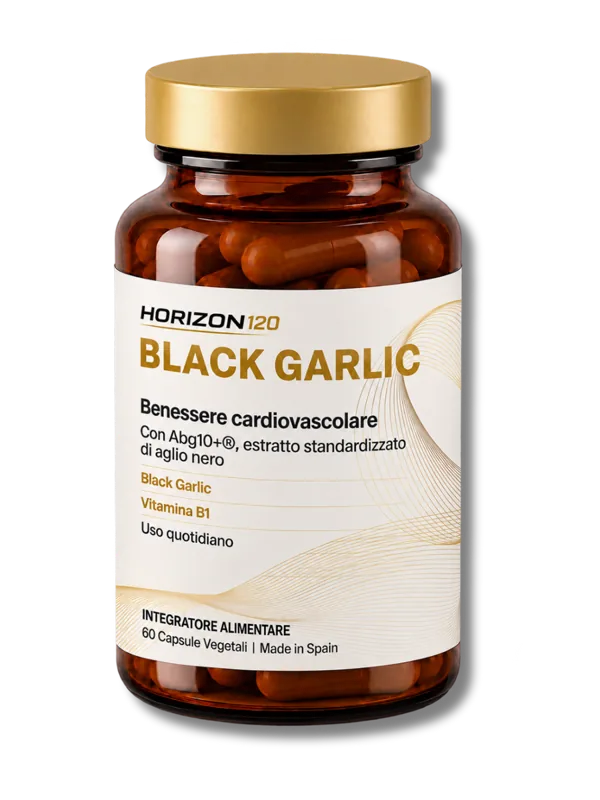 HORIZON120
BLACK GARLIC
Benessere cardiovascolare
Con Abg10+®, estratto standardizzato
di aglio nero
Black Garlic
Vitamina B1
Uso quotidiano
INTEGRATORE ALIMENTARE
60 Capsule Vegetali | Made in Spain